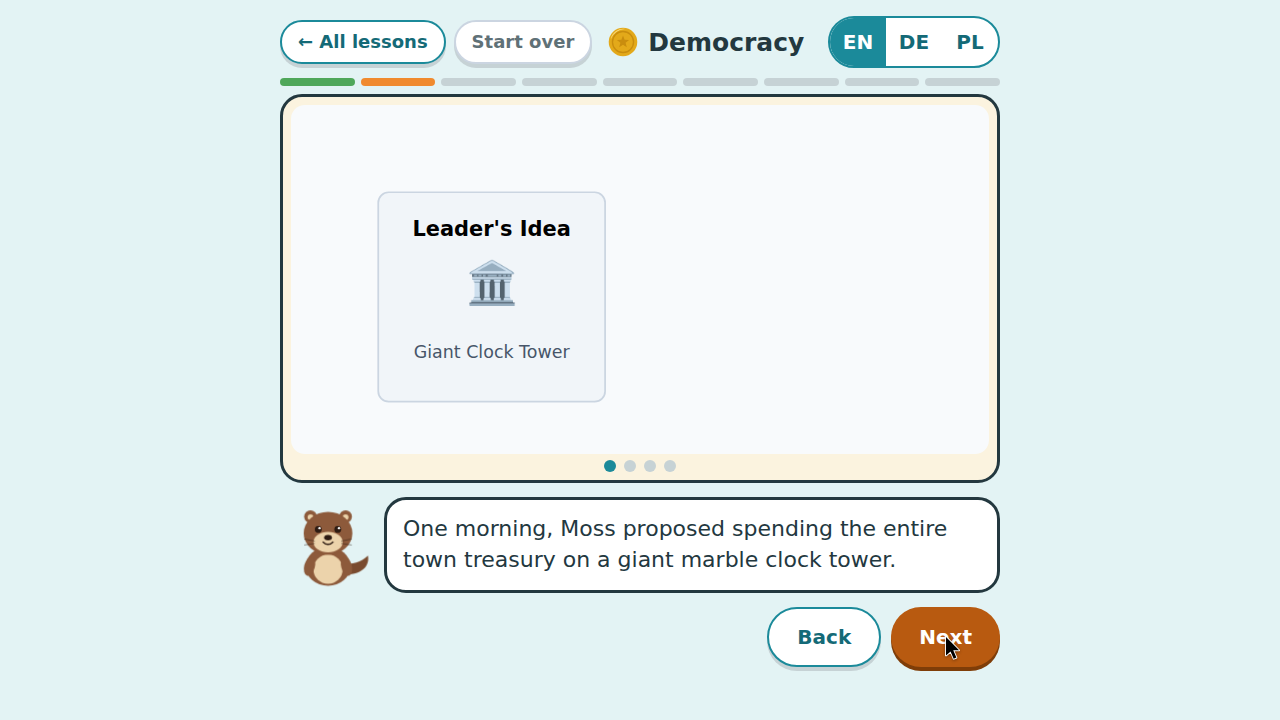 ← All lessons
Start over
Democracy
EN
DE
PL
Leader's Idea
Giant Clock Tower
One morning, Moss proposed spending the entire
town treasury on a giant marble clock tower.
Back
Next